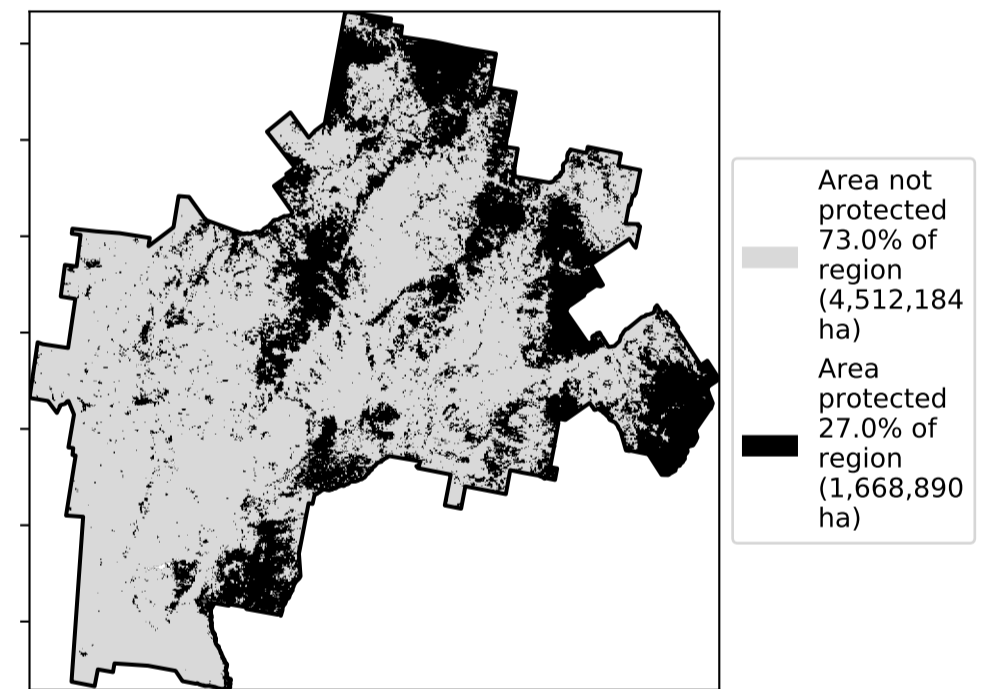 Area not
protected
73.0% of
region
(4,512,184
ha)
Area
protected
27.0% of
region
(1,668,890
ha)